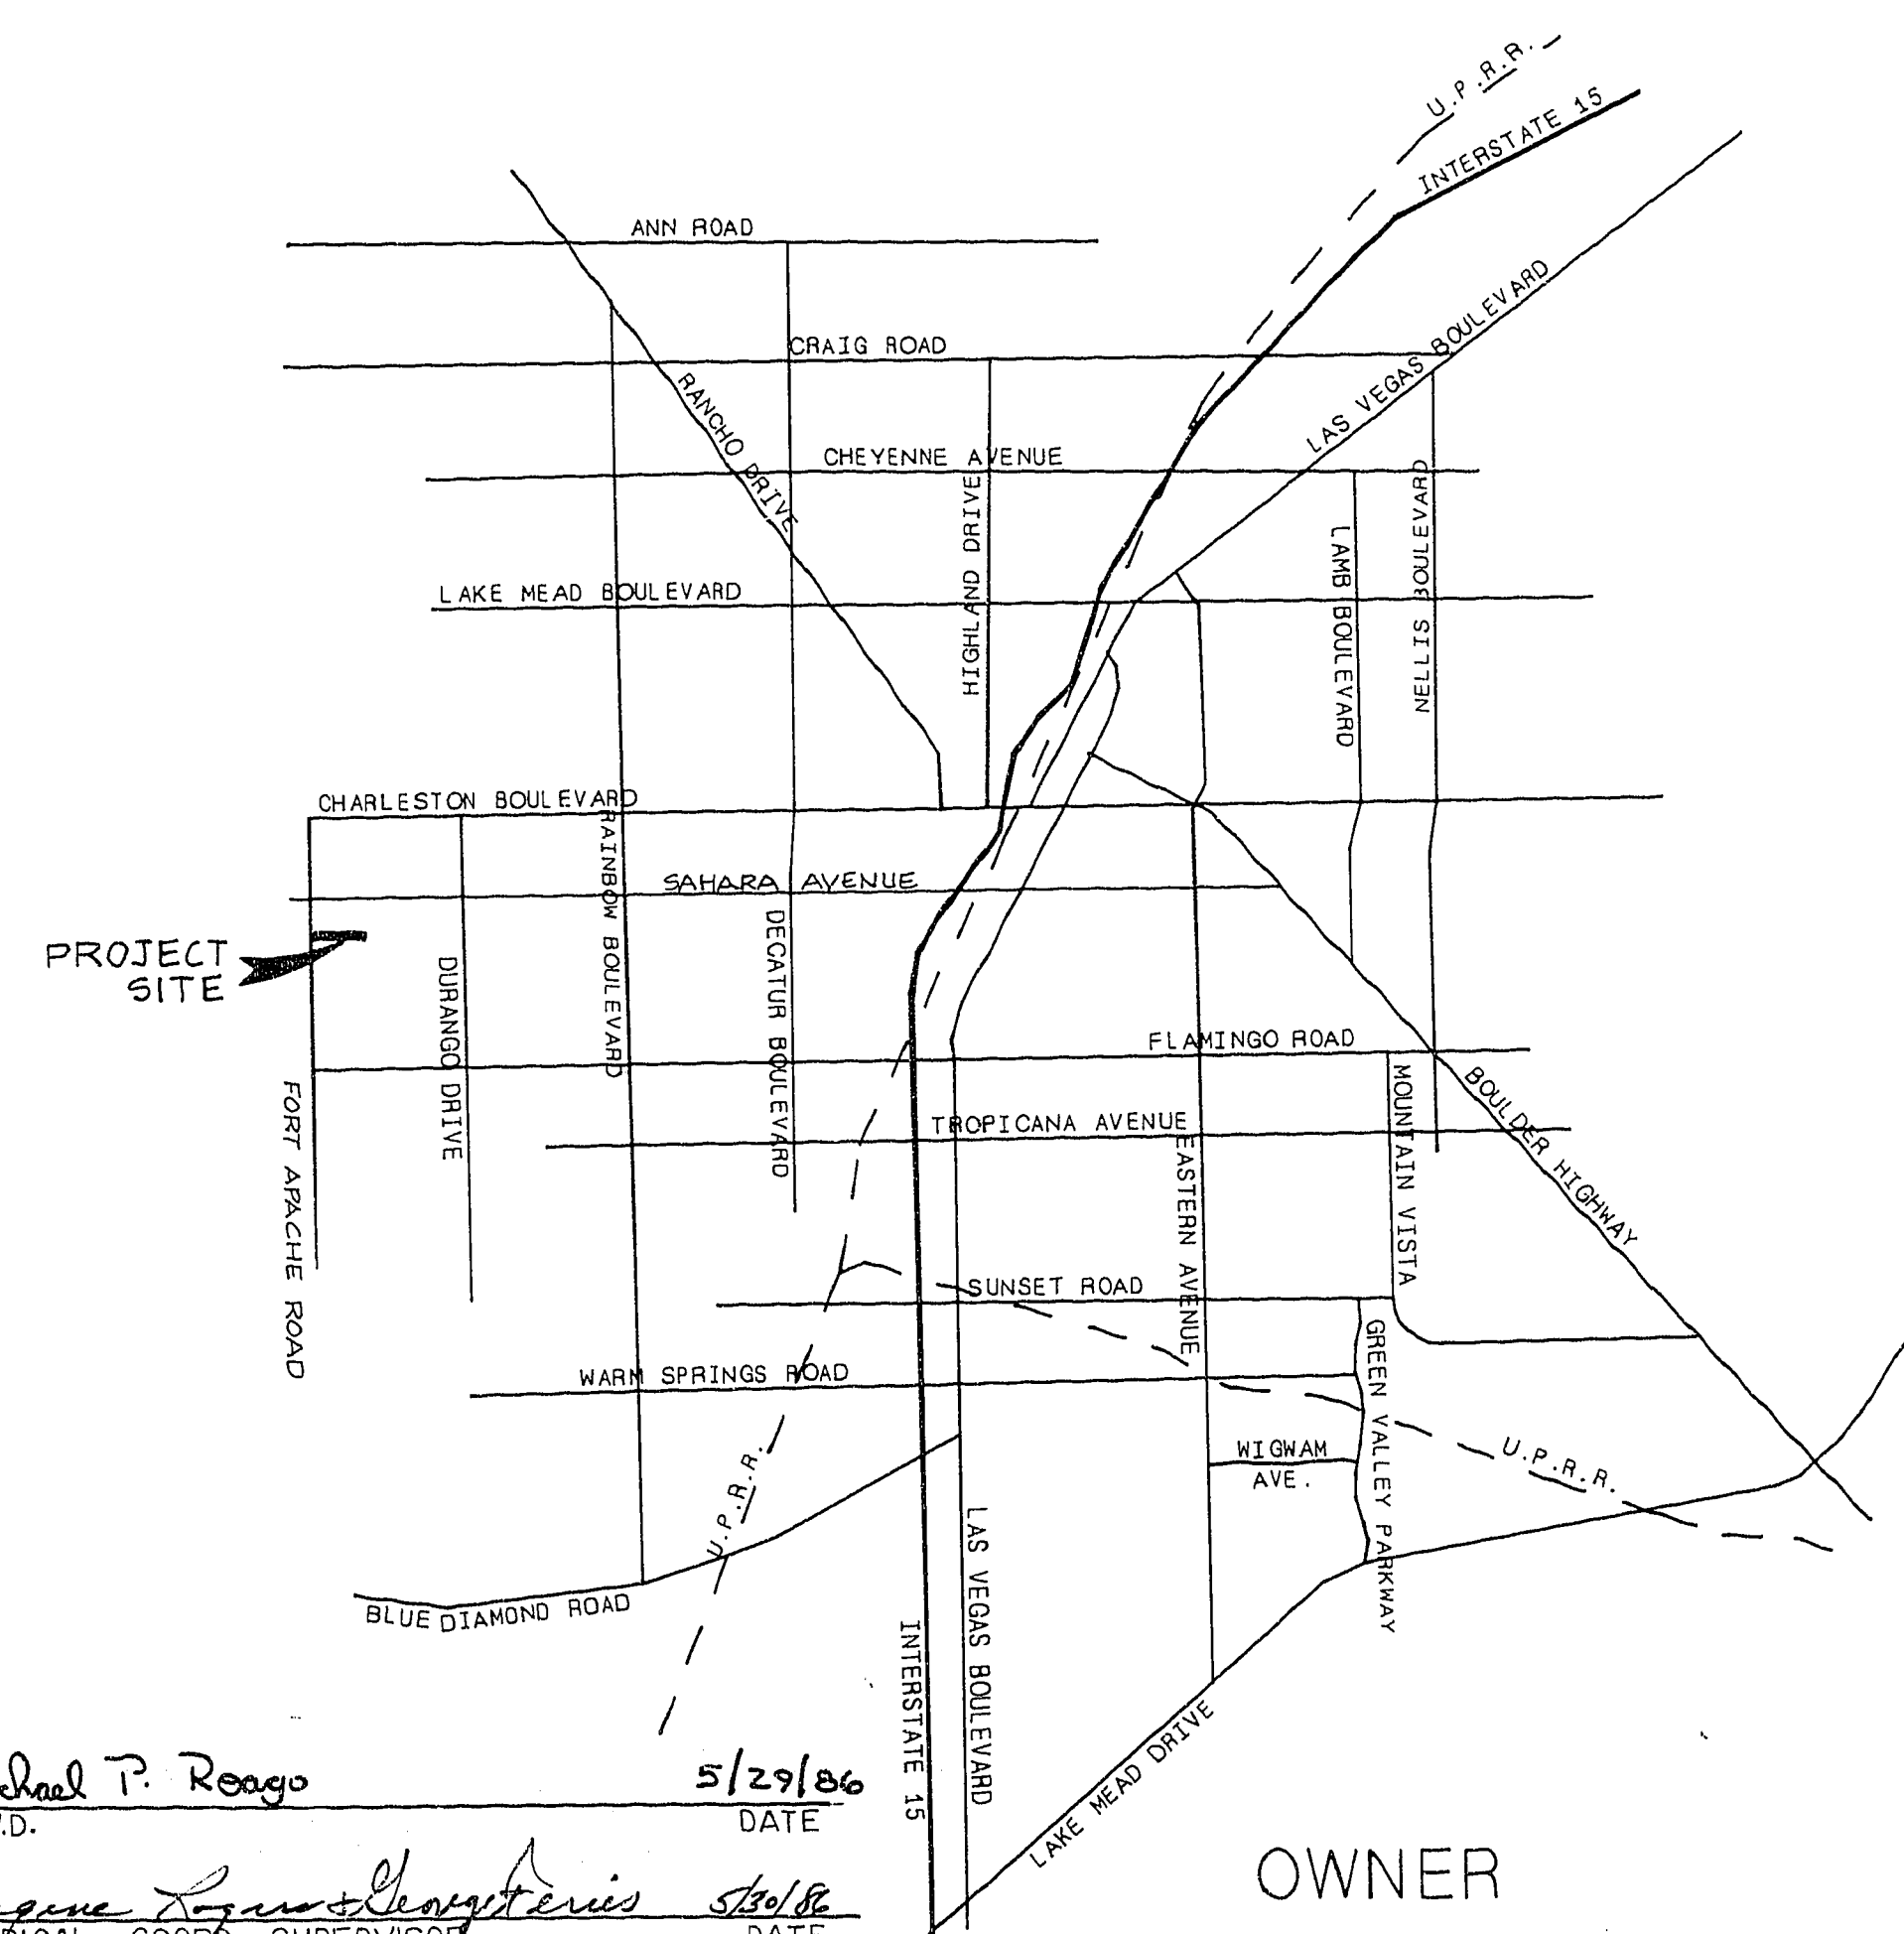 U.P.R.R.
INTERSTATE 15
ANN ROAD
LAS VEGAS BOULEVARD
CRAIG ROAD
RANCHO DRIVE
CHEYENNE AVENUE
HIGHLAND DRIVE
NELLIS BOULEVARD
LAMB BOULEVARD
LAKE MEAD BOULEVARD
CHARLESTON BOULEVARD
RAINBOW BOULEVARD
SAHARA AVENUE
DECATUR BOULEVARD
PROJECT
SITE
DURANGO DRIVE
FLAMINGO ROAD
FORT APACHE ROAD
MOUNTAIN VISTA
BOULDER HIGHWAY
TROPICANA AVENUE
EASTERN AVENUE
SUNSET ROAD
GREEN VALLEY PARKWAY
WARM SPRINGS ROAD
WIGWAM
AVE.
U.P.R.R.
U.P.R.R.
LAS VEGAS BOULEVARD
BLUE DIAMOND ROAD
INTERSTATE 15
LAKE MEAD DRIVE
5/29/86
DATE
OWNER
5/30/86
SUPERVISOR
DATE